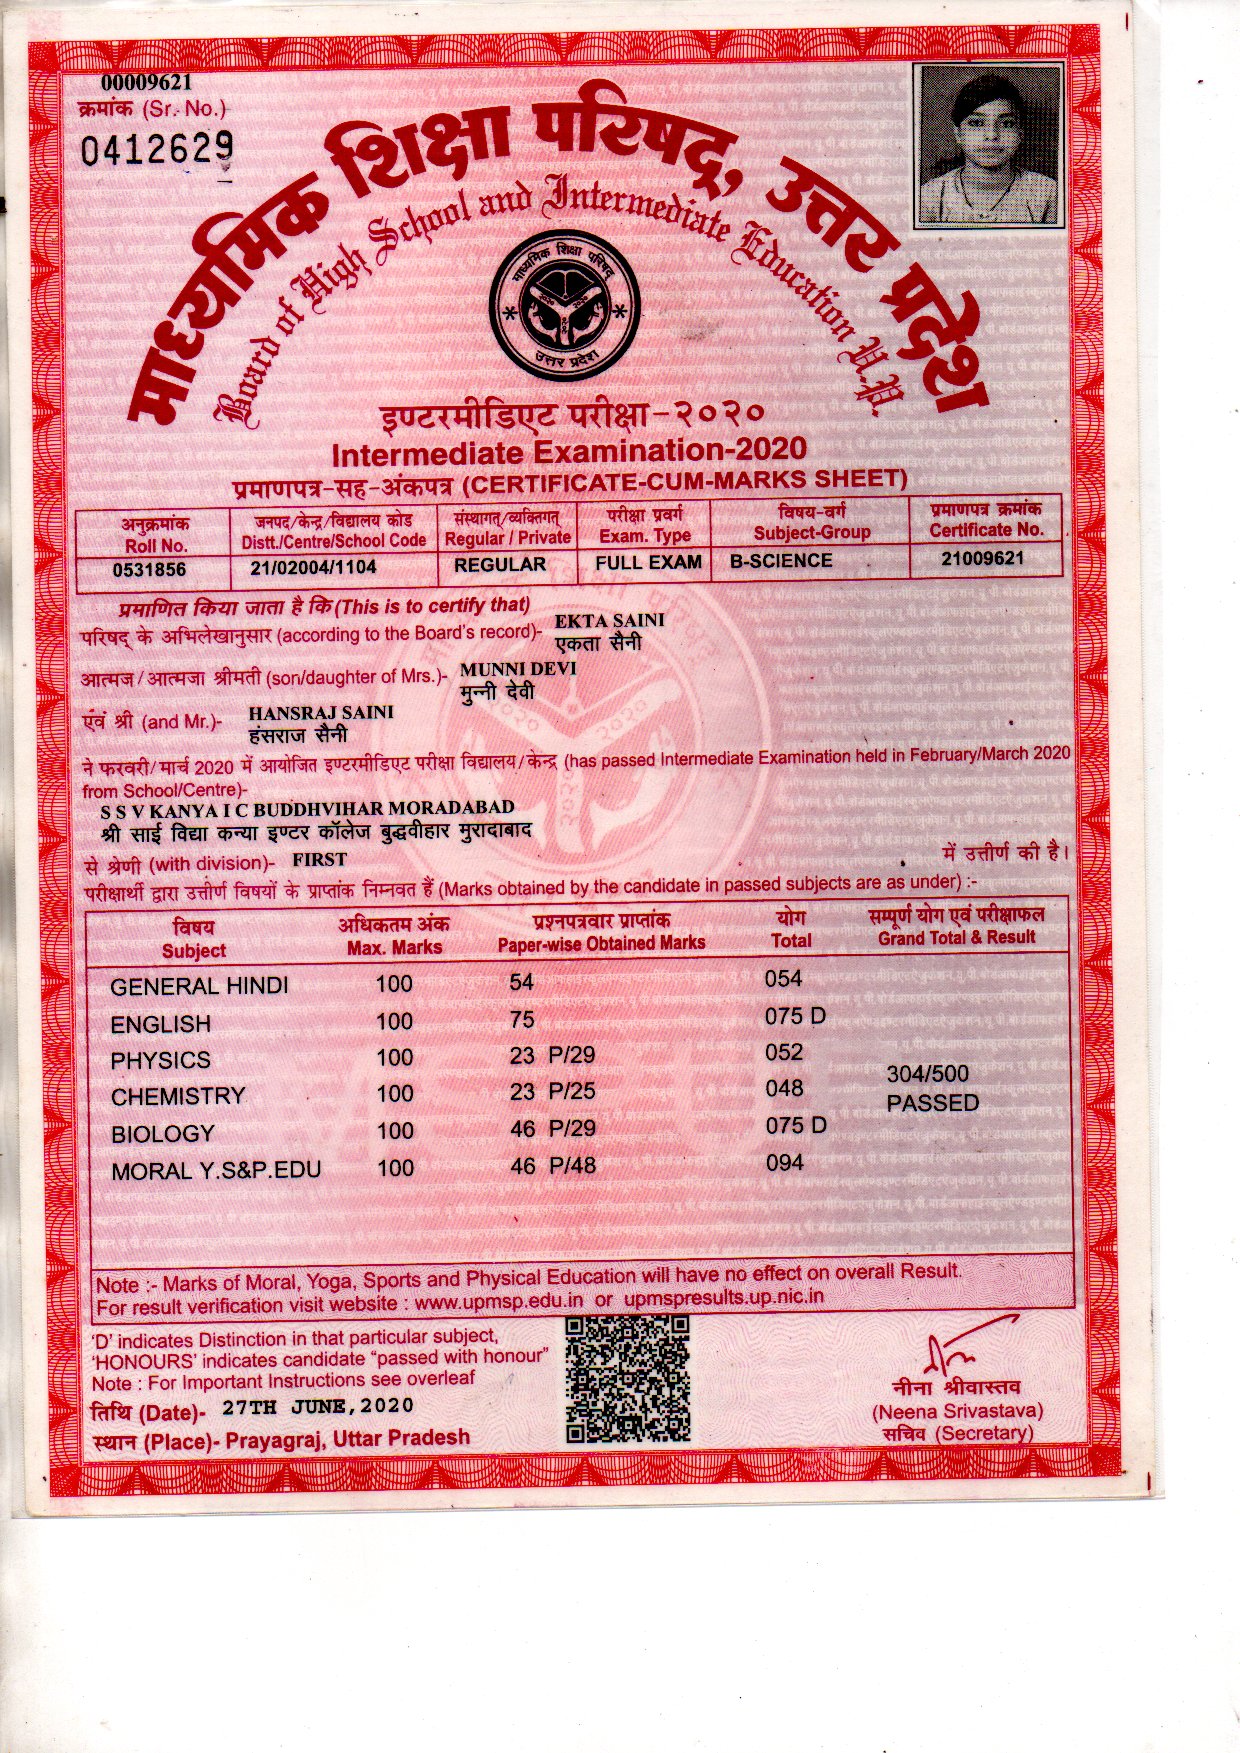 00009621
क्रमांक (Sr. No.)
0412629
माध्यमिक शिक्षा परिषद्, उत्तर प्रदेश
Board of High School and Intermediate Education U.P.
माध्यमिक शिक्षा परिषद्
उत्तर प्रदेश
इण्टरमीडिएट परीक्षा-२०२०
Intermediate Examination-2020
प्रमाणपत्र-सह-अंकपत्र (CERTIFICATE-CUM-MARKS SHEET)
अनुक्रमांक जनपद/केन्द्र/विद्यालय कोड संस्थागत्/व्यक्तिगत् परीक्षा प्रवर्ग विषय-वर्ग प्रमाणपत्र क्रमांक
Roll No. Distt./Centre/School Code Regular / Private Exam. Type Subject-Group Certificate No.
0531856 21/02004/1104 REGULAR FULL EXAM B-SCIENCE 21009621
प्रमाणित किया जाता है कि (This is to certify that)
परिषद् के अभिलेखानुसार (according to the Board's record)- EKTA SAINI
एकता सैनी
आत्मज/आत्मजा श्रीमती (son/daughter of Mrs.)- MUNNI DEVI
मुन्नी देवी
एवं श्री (and Mr.)- HANSRAJ SAINI
हंसराज सैनी
ने फरवरी/मार्च 2020 में आयोजित इण्टरमीडिएट परीक्षा विद्यालय/केन्द्र (has passed Intermediate Examination held in February/March 2020
from School/Centre)-
S S V KANYA I C BUDDHVIHAR MORADABAD
श्री साई विद्या कन्या इण्टर कॉलेज बुद्धवीहार मुरादाबाद
से श्रेणी (with division)- FIRST में उत्तीर्ण की है।
परीक्षार्थी द्वारा उत्तीर्ण विषयों के प्राप्तांक निम्नवत हैं (Marks obtained by the candidate in passed subjects are as under) :-
विषय अधिकतम अंक प्रश्नपत्रवार प्राप्तांक योग सम्पूर्ण योग एवं परीक्षाफल
Subject Max. Marks Paper-wise Obtained Marks Total Grand Total & Result
GENERAL HINDI 100 54 054
ENGLISH 100 75 075 D
PHYSICS 100 23 P/29 052
304/500
CHEMISTRY 100 23 P/25 048
PASSED
BIOLOGY 100 46 P/29 075 D
MORAL Y.S&P.EDU 100 46 P/48 094
Note :- Marks of Moral, Yoga, Sports and Physical Education will have no effect on overall Result.
For result verification visit website : www.upmsp.edu.in or upmspresults.up.nic.in
'D' indicates Distinction in that particular subject,
'HONOURS' indicates candidate "passed with honour"
Note : For Important Instructions see overleaf
तिथि (Date)- 27TH JUNE,2020
स्थान (Place)- Prayagraj, Uttar Pradesh
नीना श्रीवास्तव
(Neena Srivastava)
सचिव (Secretary)